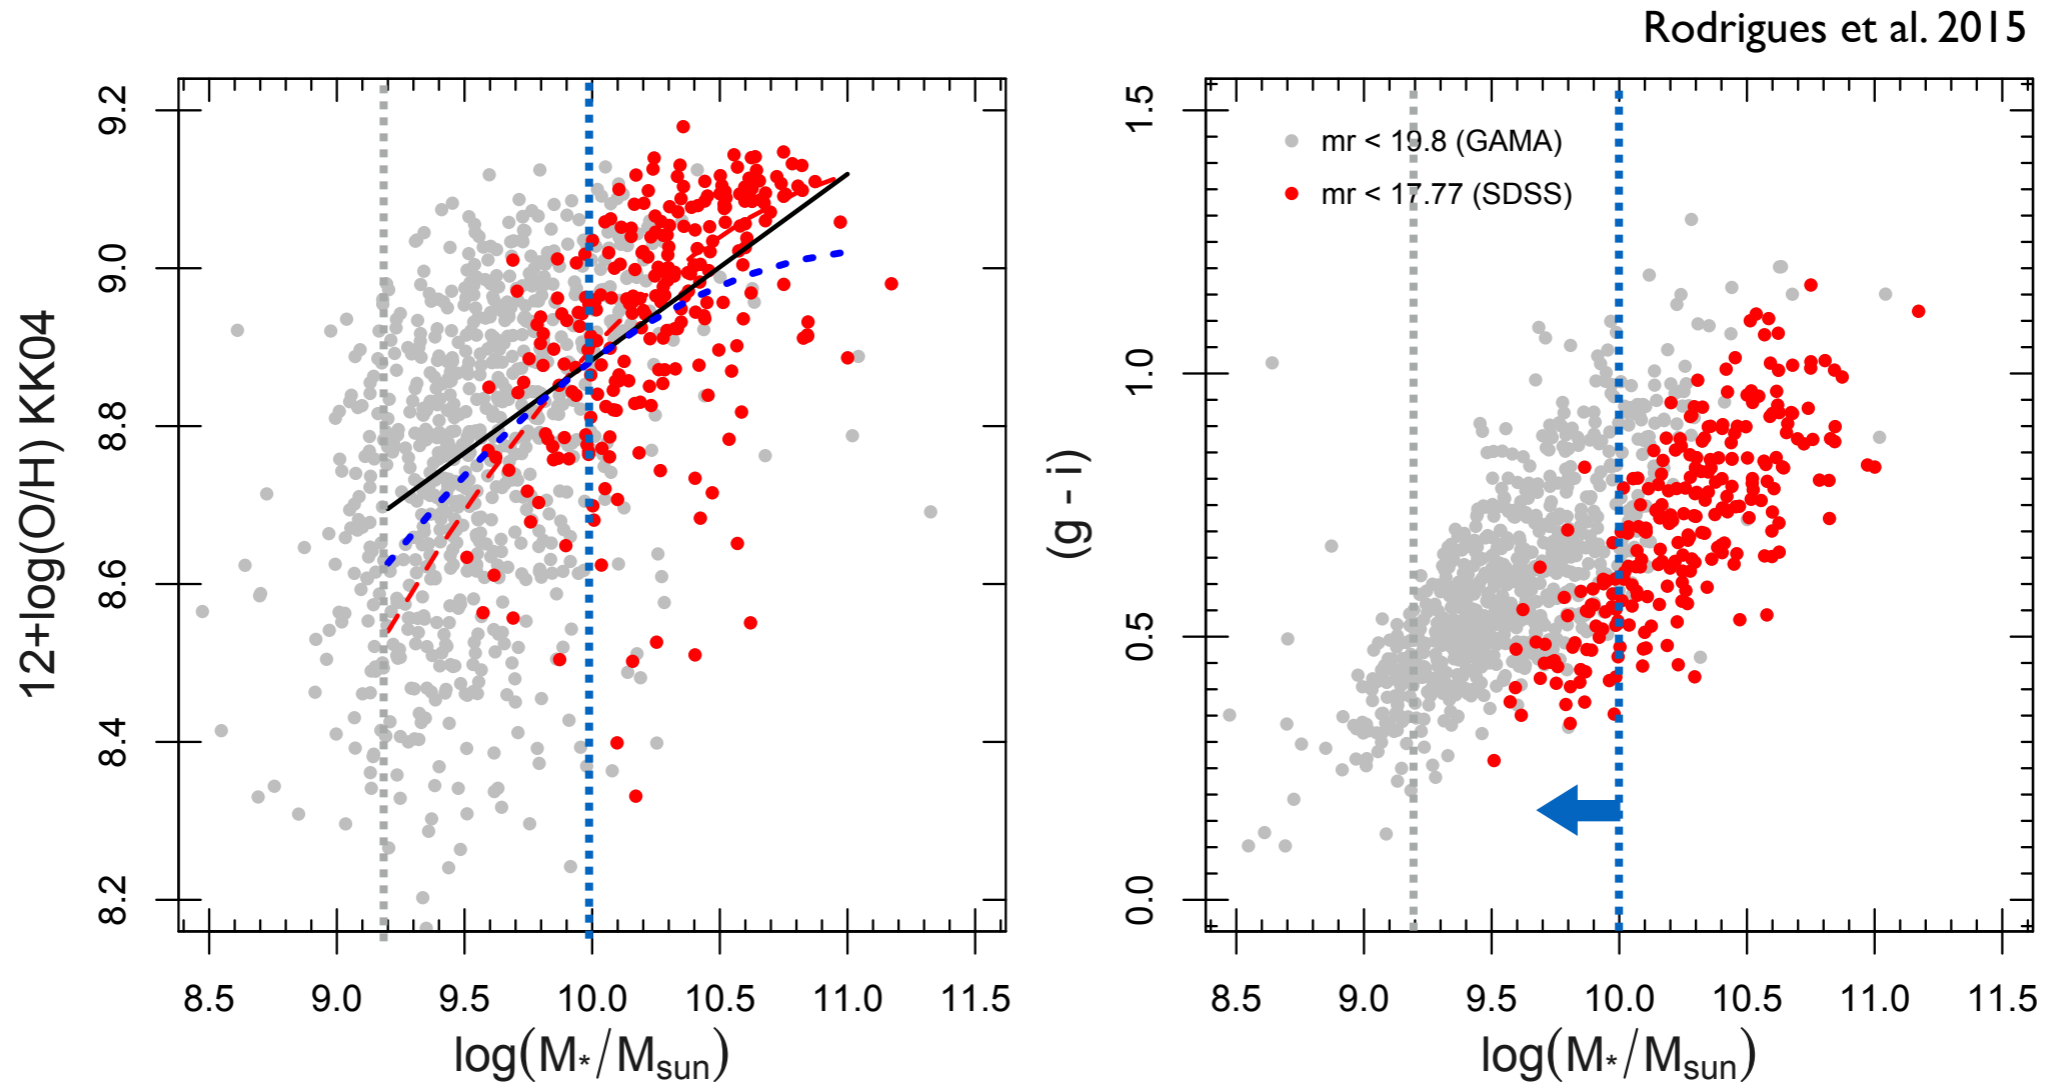 Rodrigues et al. 2015
12+log(O/H) KK04
9.2
9.0
8.8
8.6
8.4
8.2
8.5 9.0 9.5 10.0 10.5 11.0 11.5
log(M*/Msun)
(g - i)
1.5
1.0
0.5
0.0
mr < 19.8 (GAMA)
mr < 17.77 (SDSS)
8.5 9.0 9.5 10.0 10.5 11.0 11.5
log(M*/Msun)